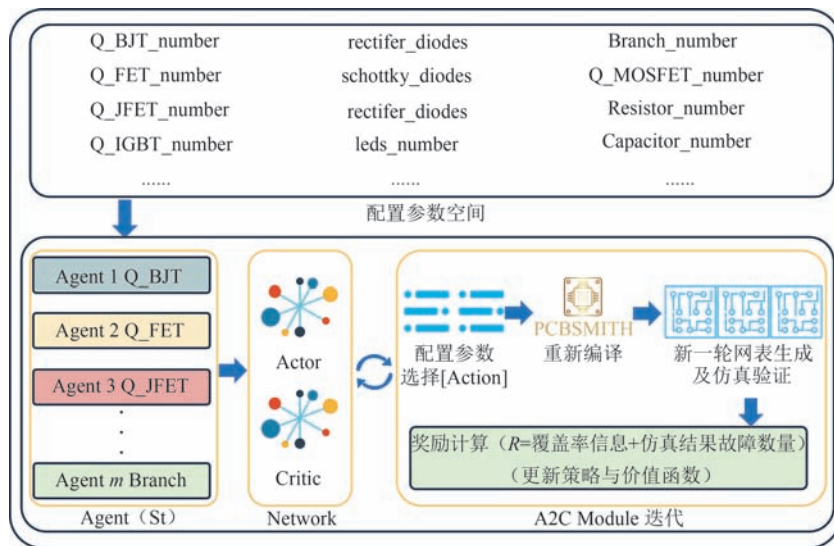 Q_BJT_number rectifer_diodes Branch_number
Q_FET_number schottky_diodes Q_MOSFET_number
Q_JFET_number rectifer_diodes Resistor_number
Q_IGBT_number leds_number Capacitor_number
...... ...... ......
配置参数空间
Agent 1 Q_BJT
Agent 2 Q_FET
Agent 3 Q_JFET
Agent m Branch
Agent（St）
Actor
Critic
Network
配置参数
选择[Action]
PCBSMITH
重新编译
新一轮网表生成
及仿真验证
奖励计算（R=覆盖率信息+仿真结果故障数量）
（更新策略与价值函数）
A2C Module 迭代